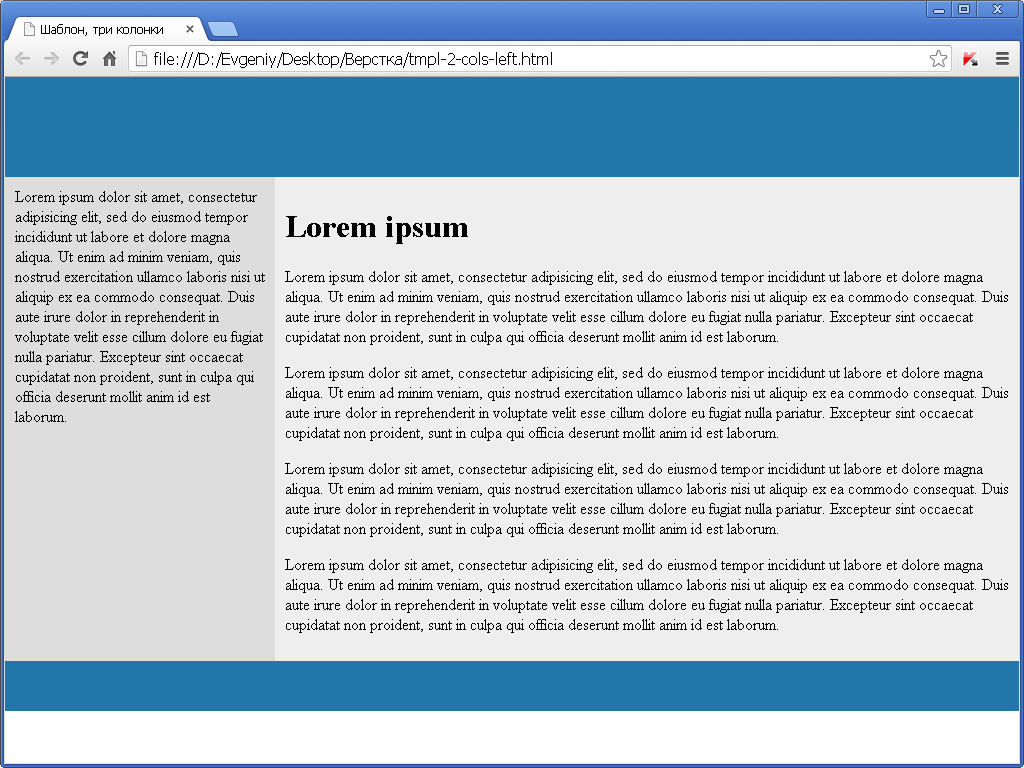 Шаблон, три колонки
file:///D:/Evgeniy/Desktop/Верстка/tmpl-2-cols-left.html
Lorem ipsum dolor sit amet, consectetur
adipisicing elit, sed do eiusmod tempor
incididunt ut labore et dolore magna
aliqua. Ut enim ad minim veniam, quis
nostrud exercitation ullamco laboris nisi ut
aliquip ex ea commodo consequat. Duis
aute irure dolor in reprehenderit in
voluptate velit esse cillum dolore eu fugiat
nulla pariatur. Excepteur sint occaecat
cupidatat non proident, sunt in culpa qui
officia deserunt mollit anim id est
laborum.
Lorem ipsum
Lorem ipsum dolor sit amet, consectetur adipisicing elit, sed do eiusmod tempor incididunt ut labore et dolore magna
aliqua. Ut enim ad minim veniam, quis nostrud exercitation ullamco laboris nisi ut aliquip ex ea commodo consequat. Duis
aute irure dolor in reprehenderit in voluptate velit esse cillum dolore eu fugiat nulla pariatur. Excepteur sint occaecat
cupidatat non proident, sunt in culpa qui officia deserunt mollit anim id est laborum.
Lorem ipsum dolor sit amet, consectetur adipisicing elit, sed do eiusmod tempor incididunt ut labore et dolore magna
aliqua. Ut enim ad minim veniam, quis nostrud exercitation ullamco laboris nisi ut aliquip ex ea commodo consequat. Duis
aute irure dolor in reprehenderit in voluptate velit esse cillum dolore eu fugiat nulla pariatur. Excepteur sint occaecat
cupidatat non proident, sunt in culpa qui officia deserunt mollit anim id est laborum.
Lorem ipsum dolor sit amet, consectetur adipisicing elit, sed do eiusmod tempor incididunt ut labore et dolore magna
aliqua. Ut enim ad minim veniam, quis nostrud exercitation ullamco laboris nisi ut aliquip ex ea commodo consequat. Duis
aute irure dolor in reprehenderit in voluptate velit esse cillum dolore eu fugiat nulla pariatur. Excepteur sint occaecat
cupidatat non proident, sunt in culpa qui officia deserunt mollit anim id est laborum.
Lorem ipsum dolor sit amet, consectetur adipisicing elit, sed do eiusmod tempor incididunt ut labore et dolore magna
aliqua. Ut enim ad minim veniam, quis nostrud exercitation ullamco laboris nisi ut aliquip ex ea commodo consequat. Duis
aute irure dolor in reprehenderit in voluptate velit esse cillum dolore eu fugiat nulla pariatur. Excepteur sint occaecat
cupidatat non proident, sunt in culpa qui officia deserunt mollit anim id est laborum.